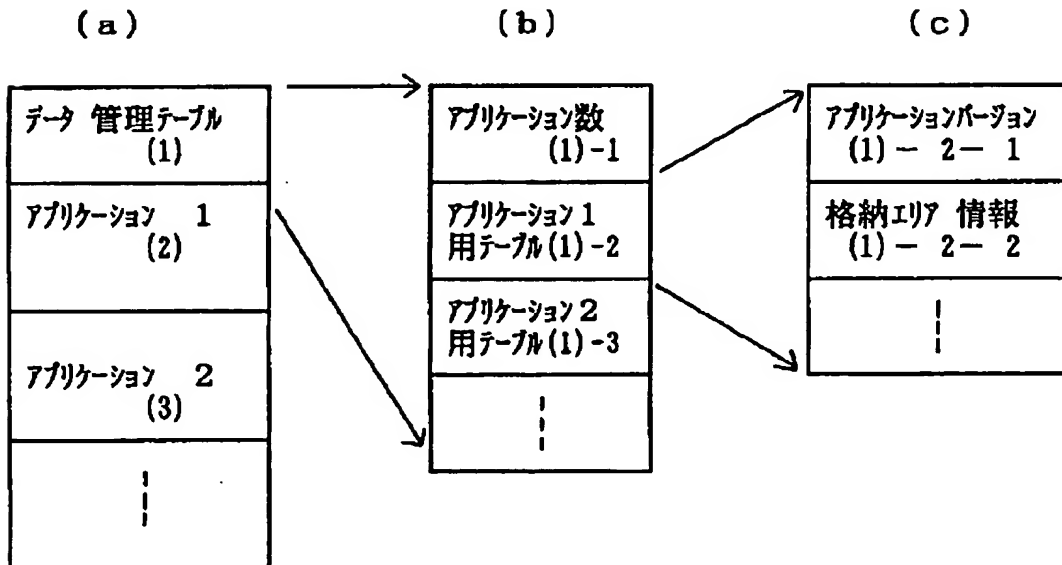 (a)
データ 管理テーブル
(1)
アプリケーション 1
(2)
アプリケーション 2
(3)
(b)
アプリケーション数
(1)-1
アプリケーション1
用テーブル(1)-2
アプリケーション2
用テーブル(1)-3
(c)
アプリケーションバージョン
(1)－ 2－ 1
格納エリア 情報
(1)－ 2－ 2